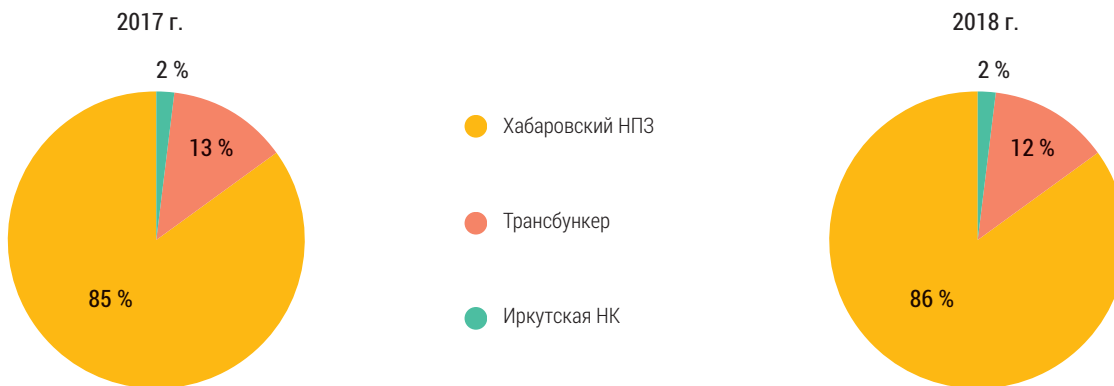 2017 г.
2 %
13 %
85 %
Хабаровский НПЗ
Трансбункер
Иркутская НК
2018 г.
2 %
12 %
86 %